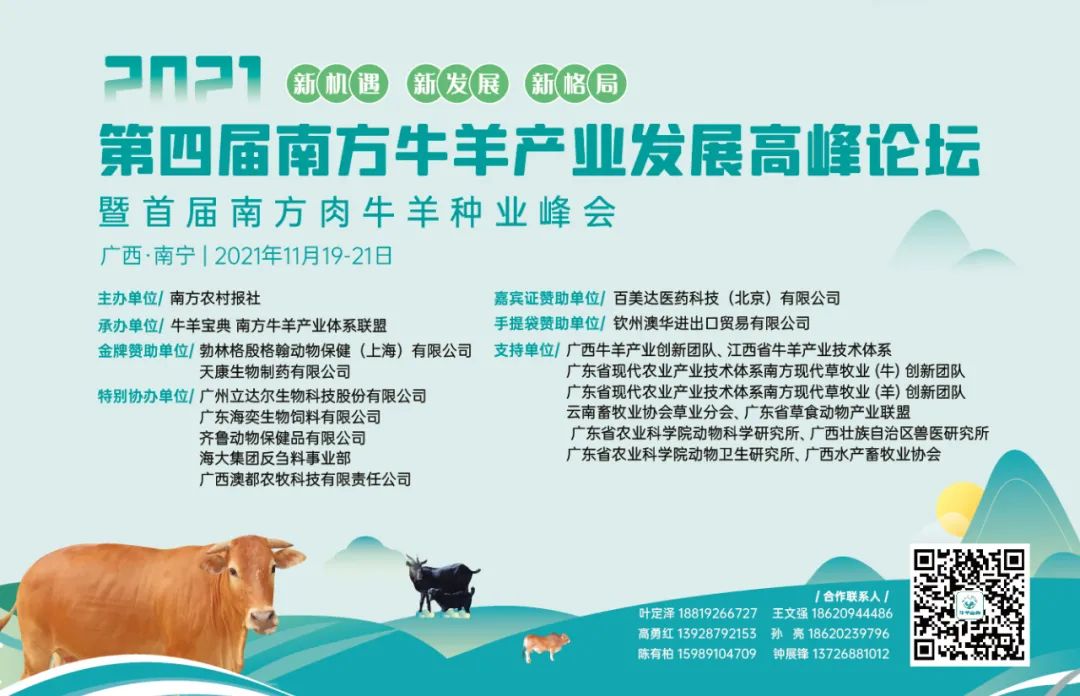 2021 新机遇 新发展 新格局
第四届南方牛羊产业发展高峰论坛
暨首届南方肉牛羊种业峰会
广西·南宁 | 2021年11月19-21日
主办单位/ 南方农村报社
承办单位/ 牛羊宝典 南方牛羊产业体系联盟
金牌赞助单位/ 勃林格殷格翰动物保健（上海）有限公司
天康生物制药有限公司
特别协办单位/ 广州立达尔生物科技股份有限公司
广东海奕生物饲料有限公司
齐鲁动物保健品有限公司
海大集团反刍料事业部
广西澳都农牧科技有限责任公司
嘉宾证赞助单位/ 百美达医药科技（北京）有限公司
手提袋赞助单位/ 钦州澳华进出口贸易有限公司
支持单位/ 广西牛羊产业创新团队、江西省牛羊产业技术体系
广东省现代农业产业技术体系南方现代草牧业 (牛) 创新团队
广东省现代农业产业技术体系南方现代草牧业 (羊) 创新团队
云南畜牧业协会草业分会、广东省草食动物产业联盟
广东省农业科学院动物科学研究所、广西壮族自治区兽医研究所
广东省农业科学院动物卫生研究所、广西水产畜牧业协会
/ 合作联系人 /
叶定泽 18819266727 王文强 18620944486
高勇红 13928792153 孙 亮 18620239796
陈有柏 15989104709 钟展锋 13726881012
牛羊宝典